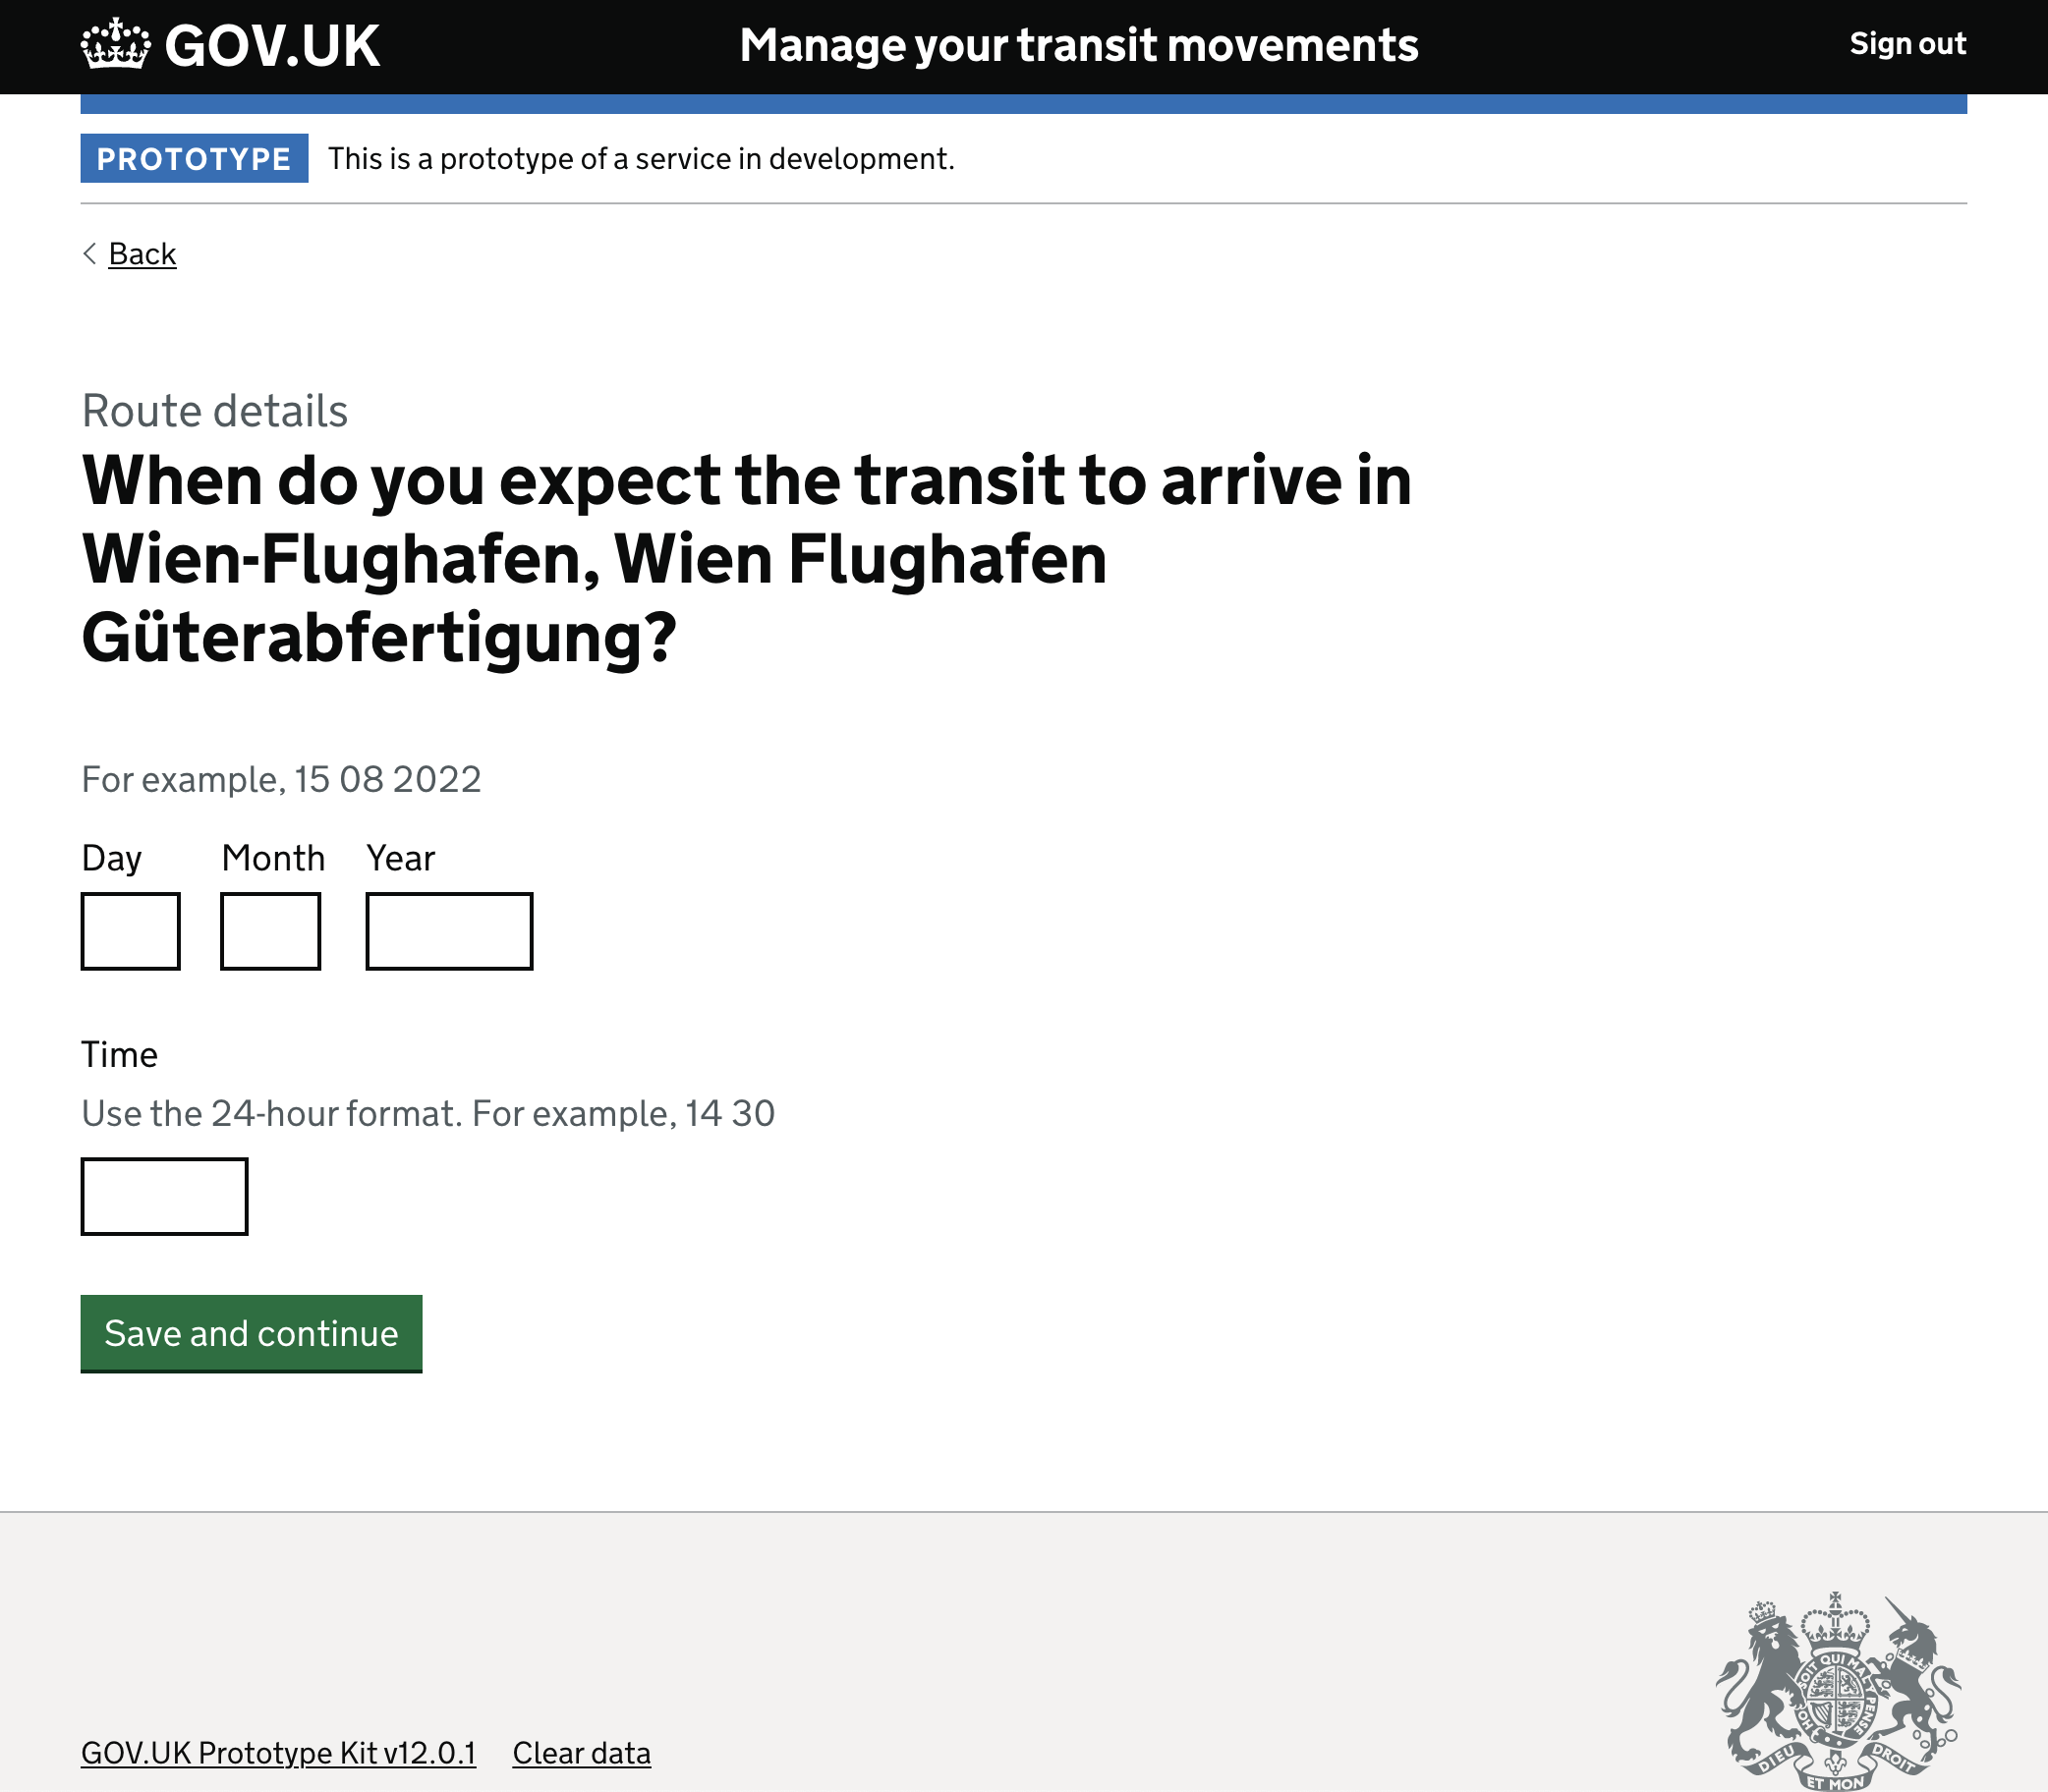 GOV.UK
Manage your transit movements
Sign out
PROTOTYPE This is a prototype of a service in development.
Back
Route details
When do you expect the transit to arrive in
Wien-Flughafen, Wien Flughafen
Güterabfertigung?
For example, 15 08 2022
Day Month Year
Time
Use the 24-hour format. For example, 14 30
Save and continue
SOIT QUI MAL
PENSE
HO
DIEU ET MON DROIT
GOV.UK Prototype Kit v12.0.1 Clear data